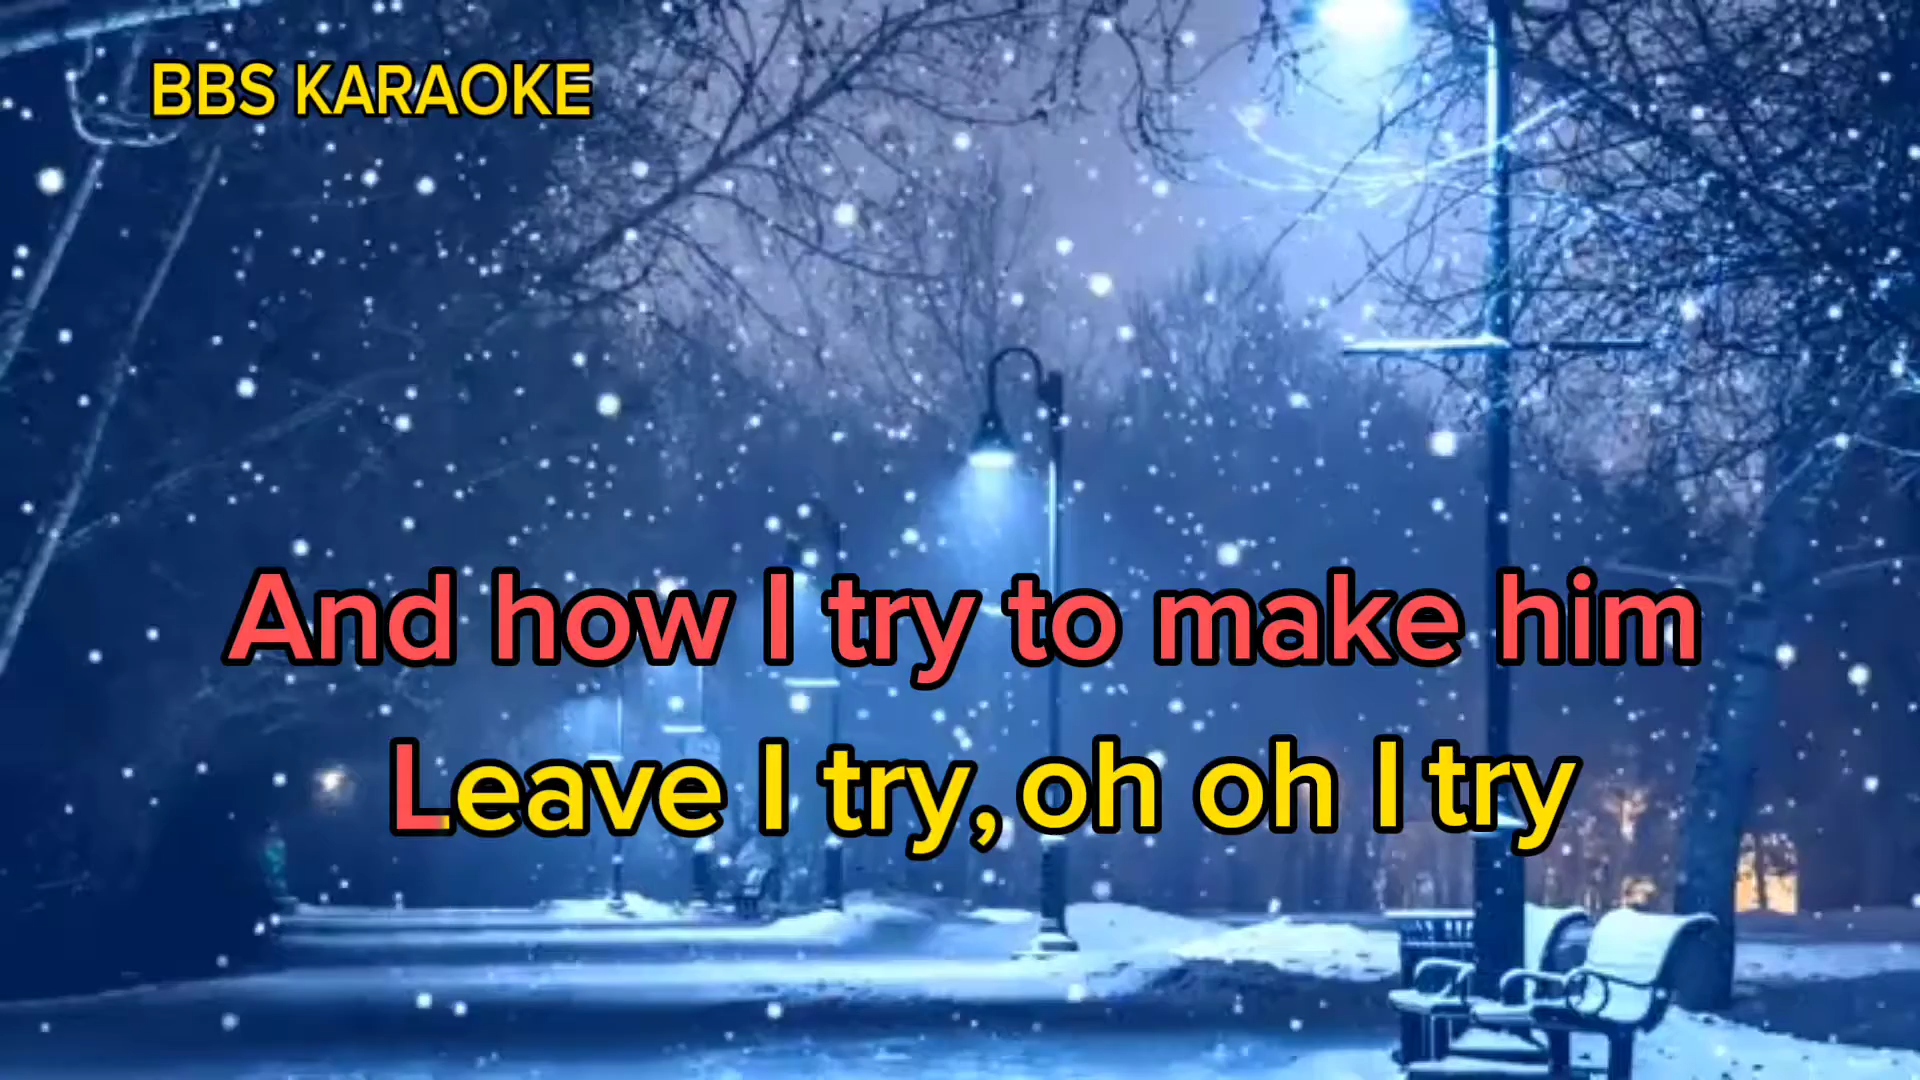 BBS KARAOKE
And how I try to make him
Leave I try, oh oh I try